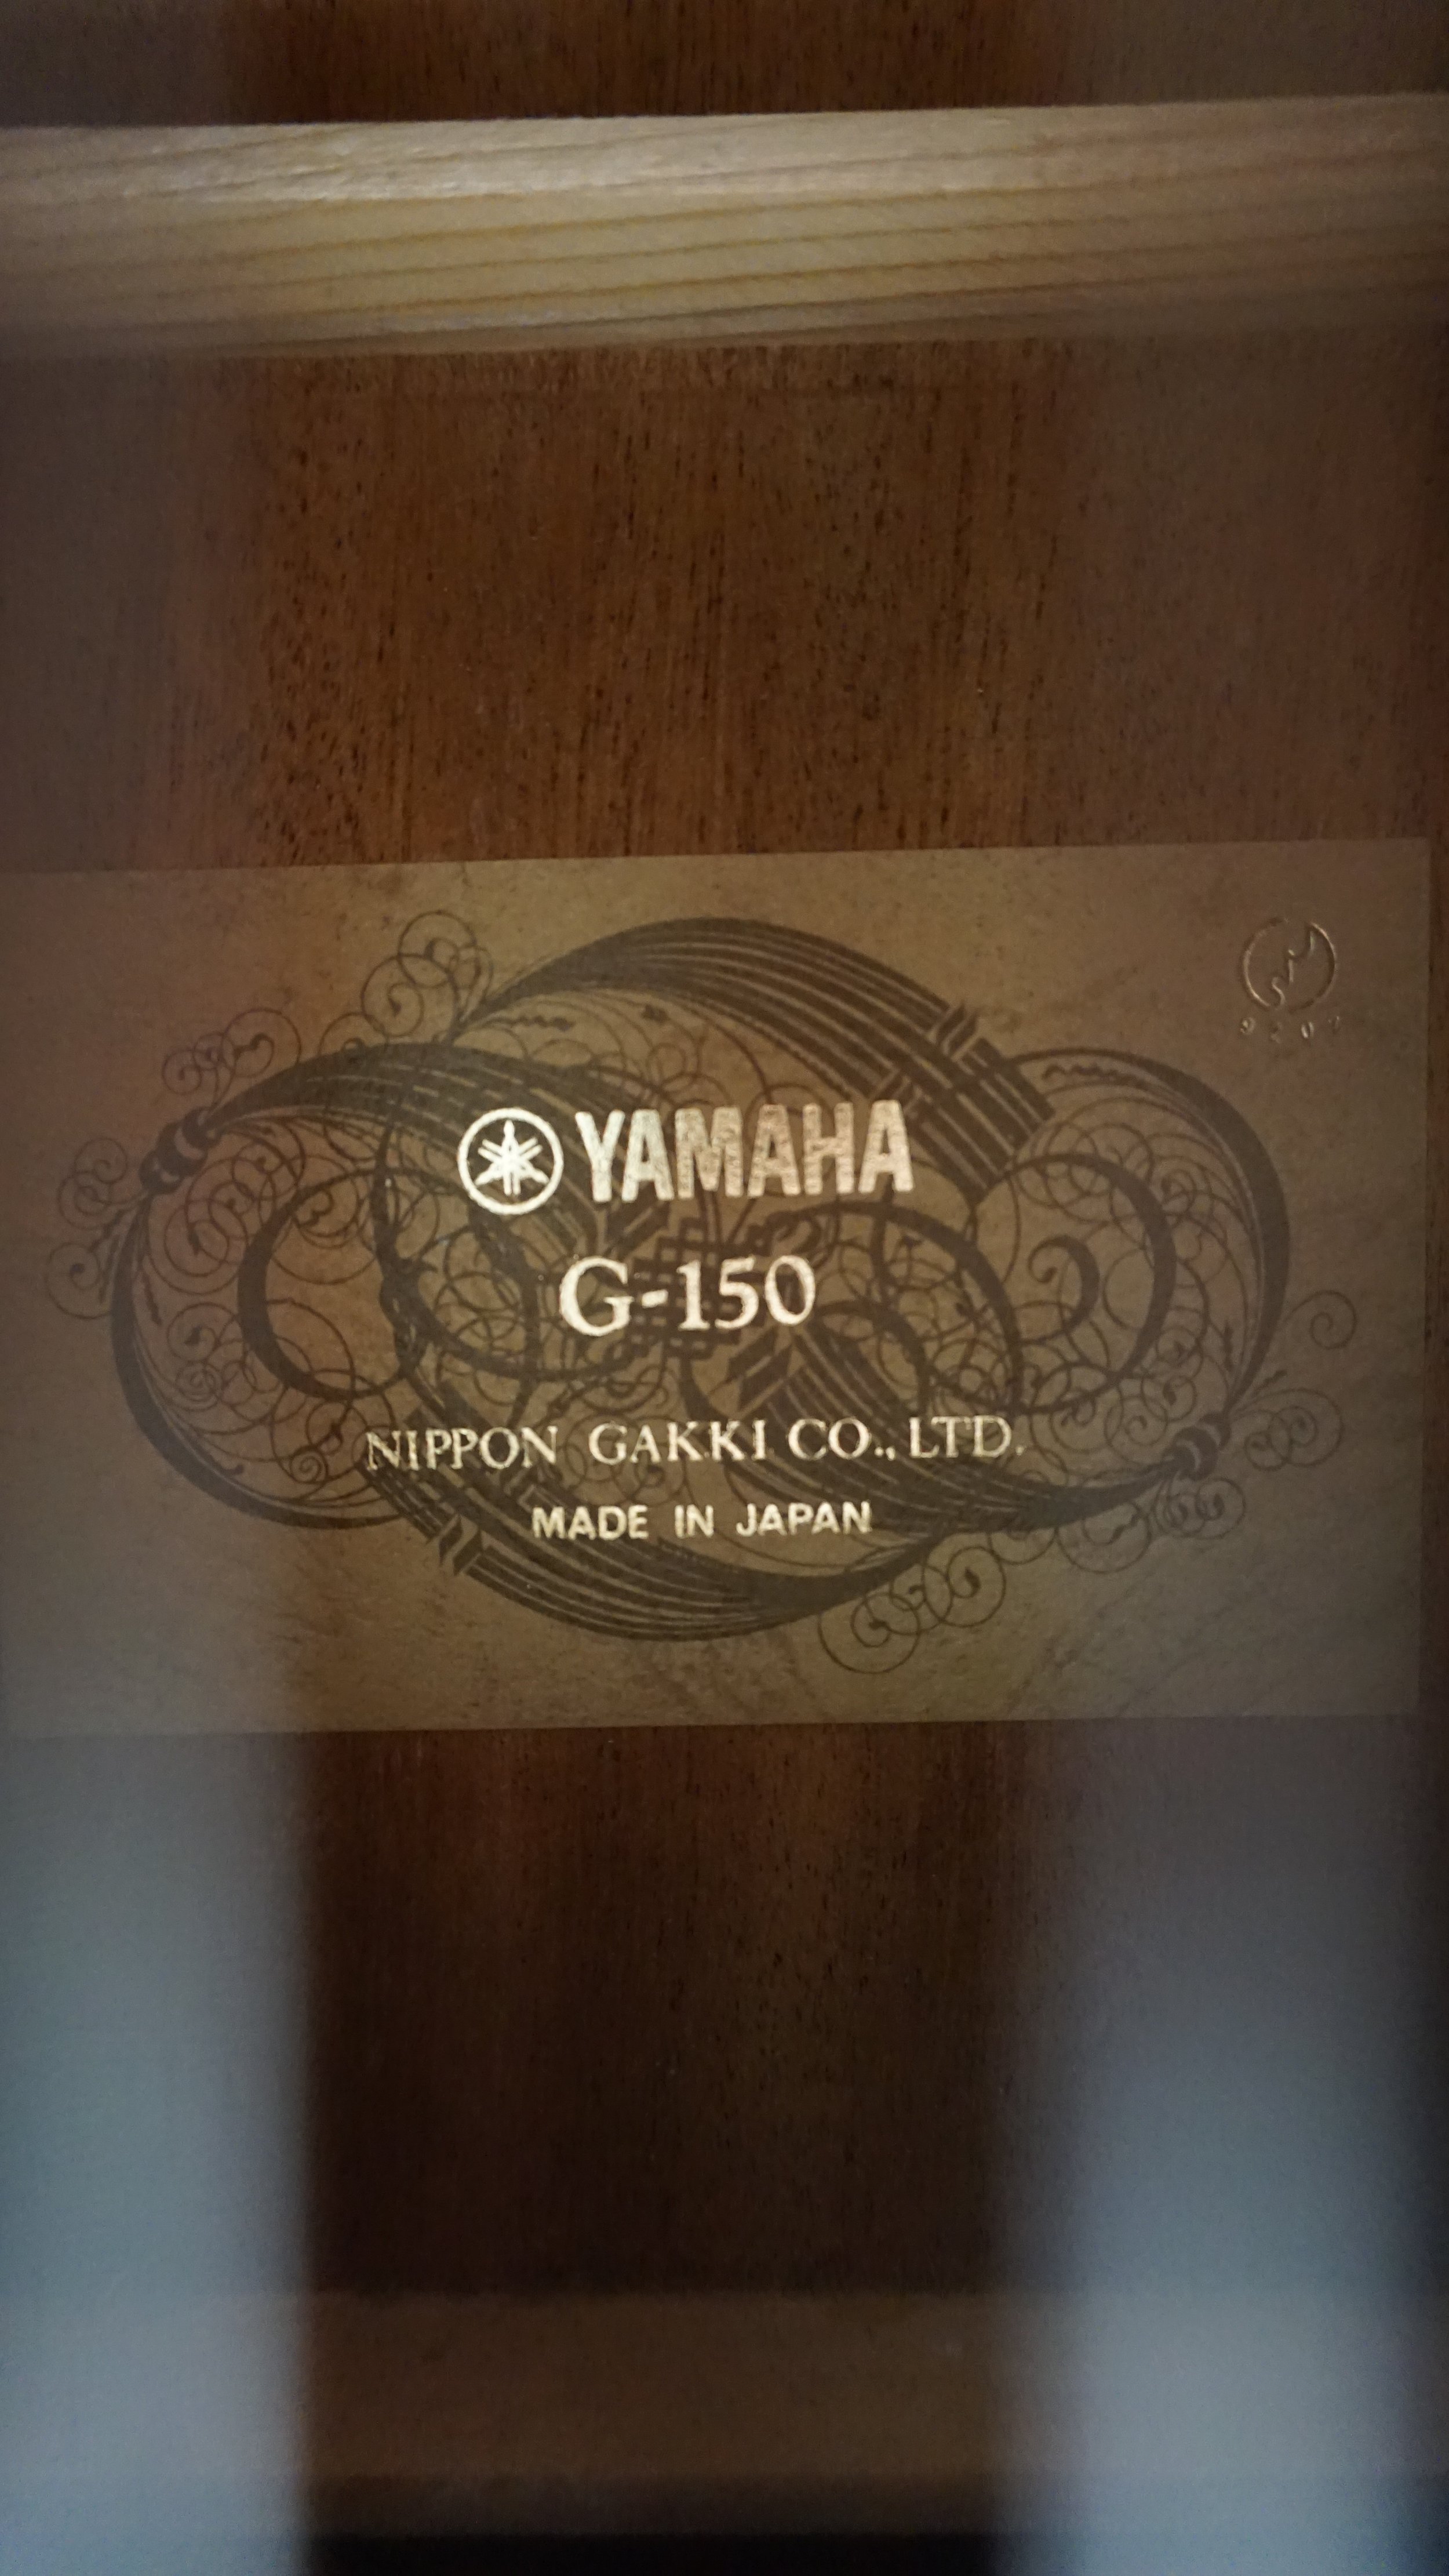 YAMAHA
G-150
NIPPON GAKKI CO., LTD.
MADE IN JAPAN